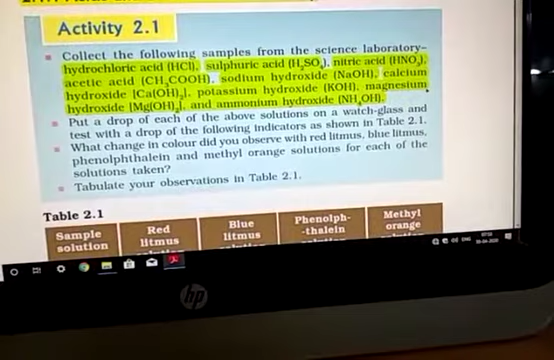 Activity 2.1
Collect the following samples from the science laboratory–
hydrochloric acid (HCl), sulphuric acid (H₂SO₄), nitric acid (HNO₃),
acetic acid (CH₃COOH), sodium hydroxide (NaOH), calcium
hydroxide [Ca(OH)₂], potassium hydroxide (KOH), magnesium
hydroxide [Mg(OH)₂], and ammonium hydroxide (NH₄OH).
Put a drop of each of the above solutions on a watch-glass and
test with a drop of the following indicators as shown in Table 2.1.
What change in colour did you observe with red litmus, blue litmus,
phenolphthalein and methyl orange solutions for each of the
solutions taken?
Tabulate your observations in Table 2.1.
Table 2.1
Sample solution
Red litmus
Blue litmus
Phenolph- -thalein
Methyl orange
hp